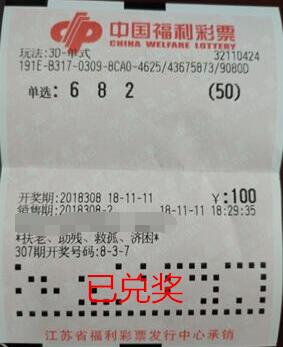 中国福利彩票
CHINA WELFARE LOTTERY
玩法:3D-单式
32110424
191E-B317-0309-8CA0-4625/43675873/9080D
单选: 6 8 2 (50)
开奖期:2018308 18-11-11 ¥:100
销售期:2018308-2 18-11-11 18:29:35
*扶老、助残、救孤、济困*
307期开奖号码:8-3-7
已兑奖
江苏省福利彩票发行中心承销